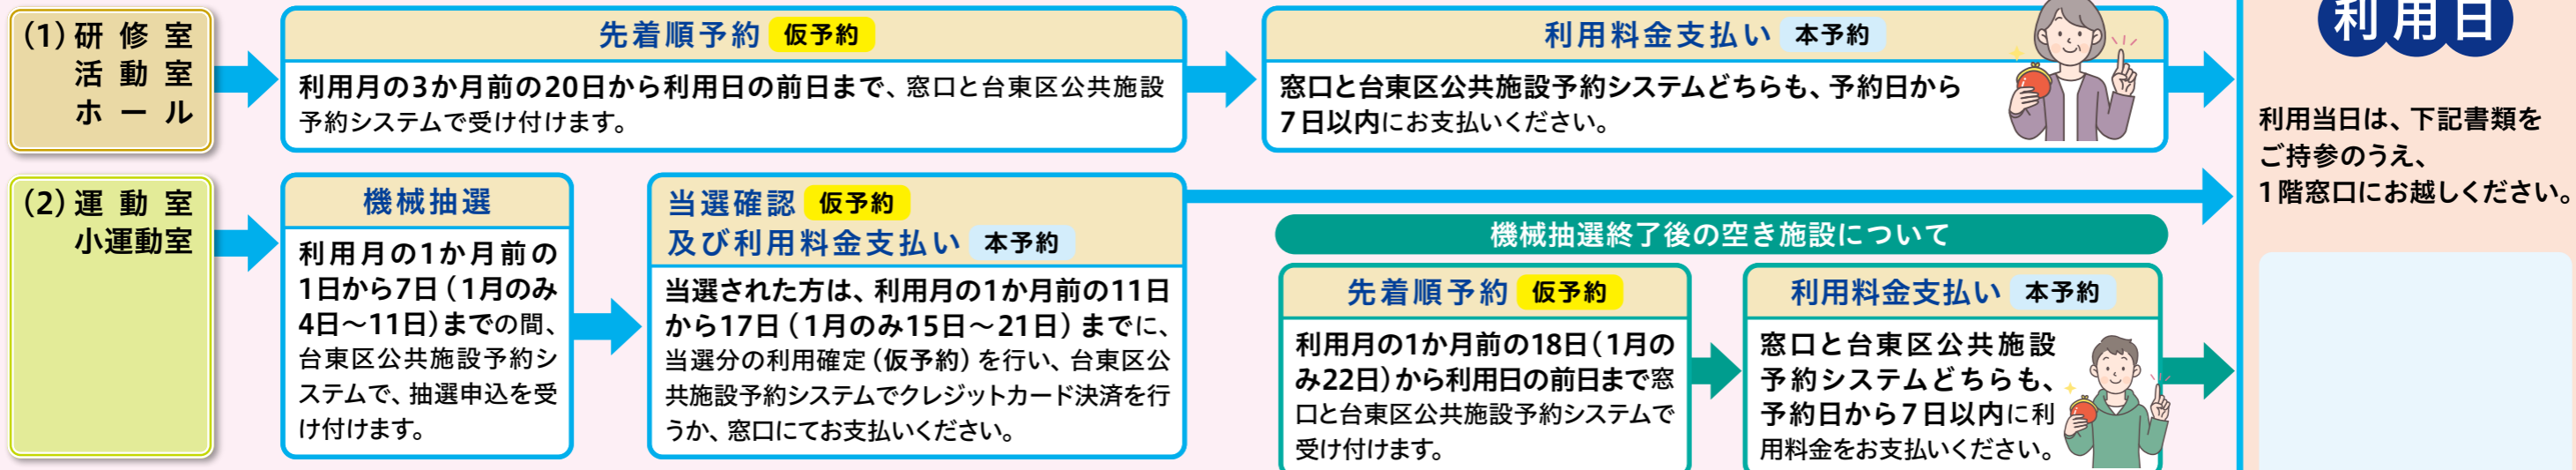 (1)研修室
活動室
ホール
先着順予約 仮予約
利用月の3か月前の20日から利用日の前日まで、窓口と台東区公共施設
予約システムで受け付けます。
利用料金支払い 本予約
窓口と台東区公共施設予約システムどちらも、予約日から
7日以内にお支払いください。
(2)運動室
小運動室
機械抽選
利用月の1か月前の
1日から7日(1月のみ
4日～11日)までの間、
台東区公共施設予約シ
ステムで、抽選申込を受
け付けます。
当選確認 仮予約
及び利用料金支払い 本予約
当選された方は、利用月の1か月前の11日
から17日(1月のみ15日～21日)までに、
当選分の利用確定(仮予約)を行い、台東区公
共施設予約システムでクレジットカード決済を行
うか、窓口にてお支払いください。
機械抽選終了後の空き施設について
先着順予約 仮予約
利用月の1か月前の18日(1月の
み22日)から利用日の前日まで窓
口と台東区公共施設予約システムで
受け付けます。
利用料金支払い 本予約
窓口と台東区公共施設
予約システムどちらも、
予約日から7日以内に利
用料金をお支払いください。
利用日
利用当日は、下記書類を
ご持参のうえ、
1階窓口にお越しください。